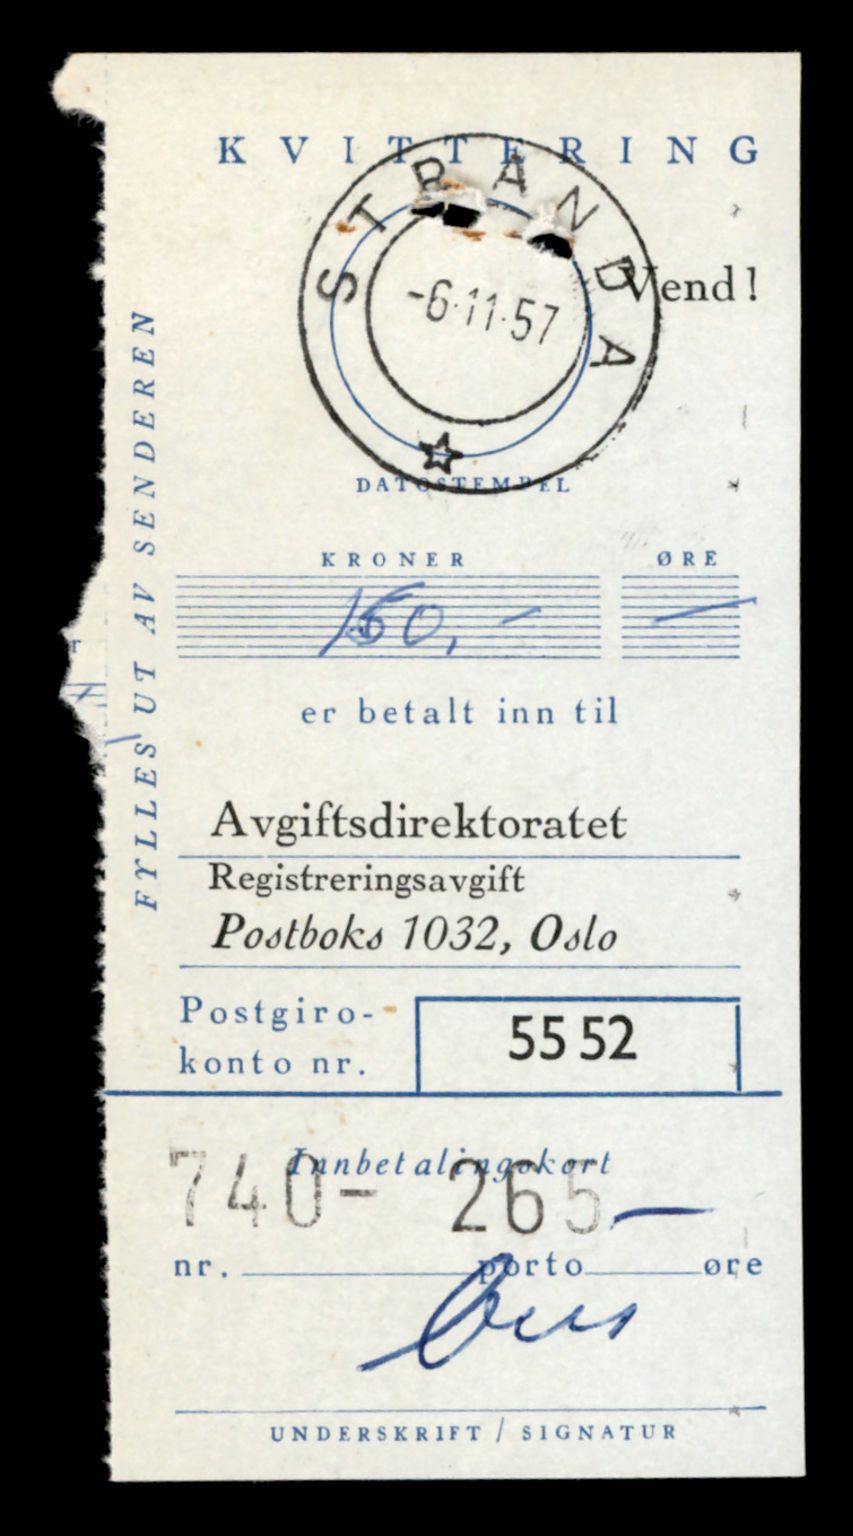 KVITTERING
STRANDA
-6.11.57
Vend!
DATOSTEMPEL
FYLLES UT AV SENDEREN
KRONER ØRE
150,- —
er betalt inn til
Avgiftsdirektoratet
Registreringsavgift
Postboks 1032, Oslo
Postgiro-
konto nr.
55 52
Innbetalingskort
740- 265 —
nr. porto øre
UNDERSKRIFT / SIGNATUR